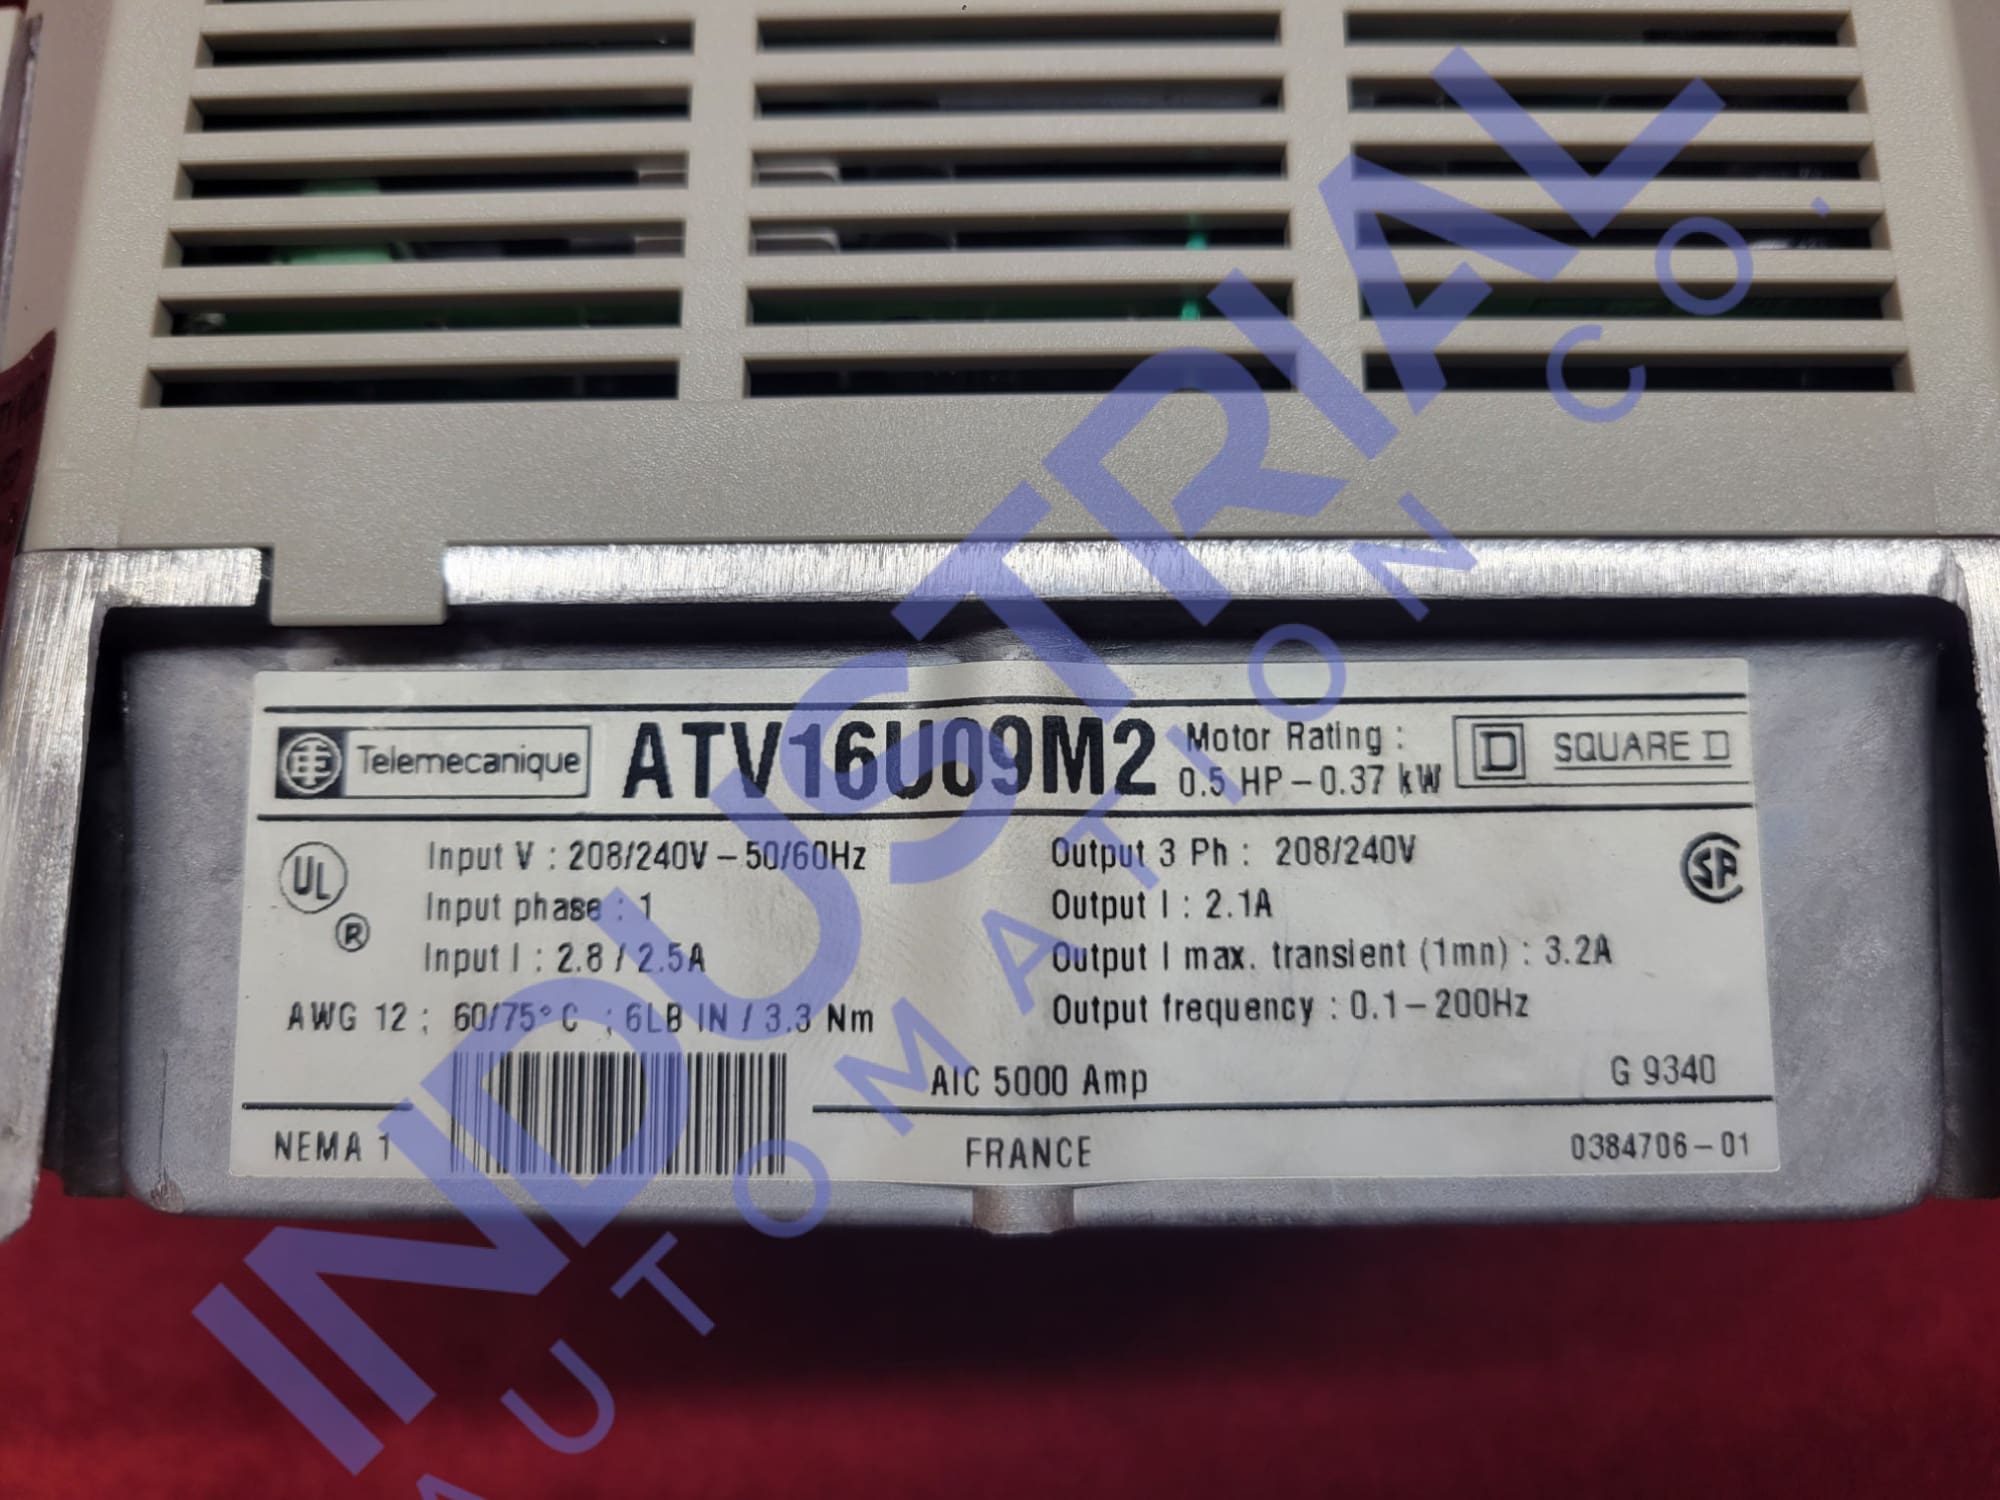 Telemecanique
ATV16U09M2
Motor Rating :
0.5 HP – 0.37 kW
D SQUARE D
UL
®
Input V : 208/240V – 50/60Hz
Input phase : 1
Input I : 2.8 / 2.5A
AWG 12 ; 60/75° C ; 6LB IN / 3.3 Nm
Output 3 Ph : 208/240V
Output I : 2.1A
Output I max. transient (1mn) : 3.2A
Output frequency : 0.1 – 200Hz
SA
AIC 5000 Amp
G 9340
NEMA 1
FRANCE
0384706 – 01
INDUSTRIAL
AUTOMATION CO.